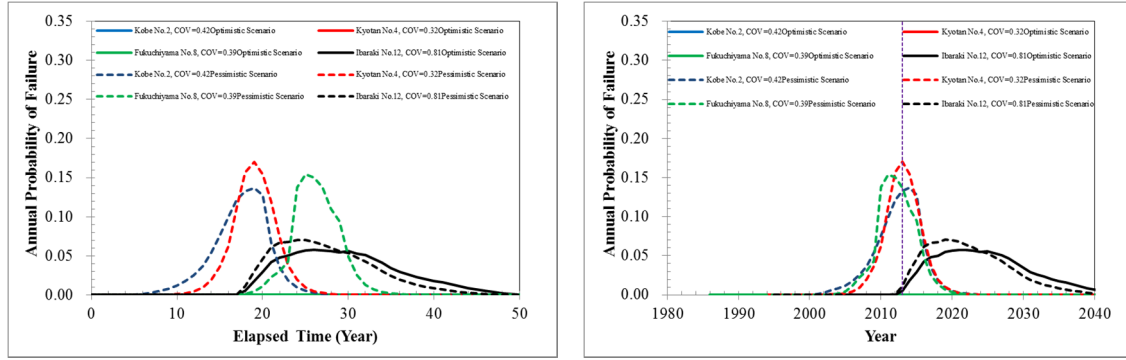 0.35
0.30
0.25
0.20
0.15
0.10
0.05
0.00
Annual Probability of Failure
Kobe No.2, COV=0.42Optimistic Scenario
Kyotan No.4, COV=0.32Optimistic Scenario
Fukuchiyama No.8, COV=0.39Optimistic Scenario
Ibaraki No.12, COV=0.81Optimistic Scenario
Kobe No.2, COV=0.42Pessimistic Scenario
Kyotan No.4, COV=0.32Pessimistic Scenario
Fukuchiyama No.8, COV=0.39Pessimistic Scenario
Ibaraki No.12, COV=0.81Pessimistic Scenario
0 10 20 30 40 50
Elapsed Time (Year)
0.35
0.30
0.25
0.20
0.15
0.10
0.05
0.00
Annual Probability of Failure
Kobe No.2, COV=0.42Optimistic Scenario
Kyotan No.4, COV=0.32Optimistic Scenario
Fukuchiyama No.8, COV=0.39Optimistic Scenario
Ibaraki No.12, COV=0.81Optimistic Scenario
Kobe No.2, COV=0.42Pessimistic Scenario
Kyotan No.4, COV=0.32Pessimistic Scenario
Fukuchiyama No.8, COV=0.39Pessimistic Scenario
Ibaraki No.12, COV=0.81Pessimistic Scenario
1980 1990 2000 2010 2020 2030 2040
Year